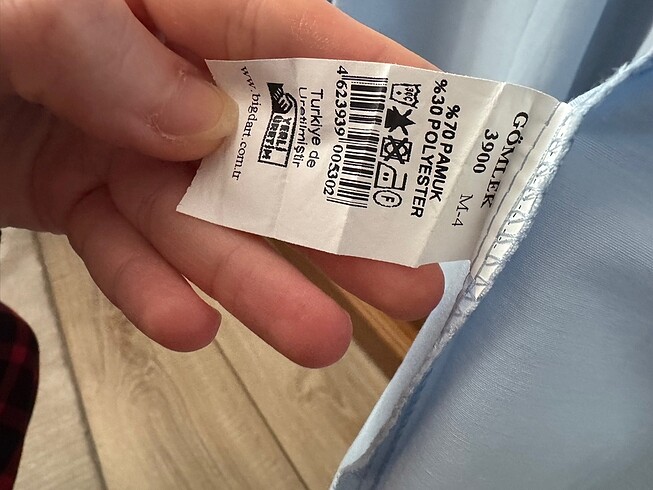 GÖMLEK
3900 M-4
%70 PAMUK
%30 POLYESTER
30°
F
4 623939 005302
Türkiye de
Üretilmiştir
YERLİ
ÜRETİM
www.bigdart.com.tr